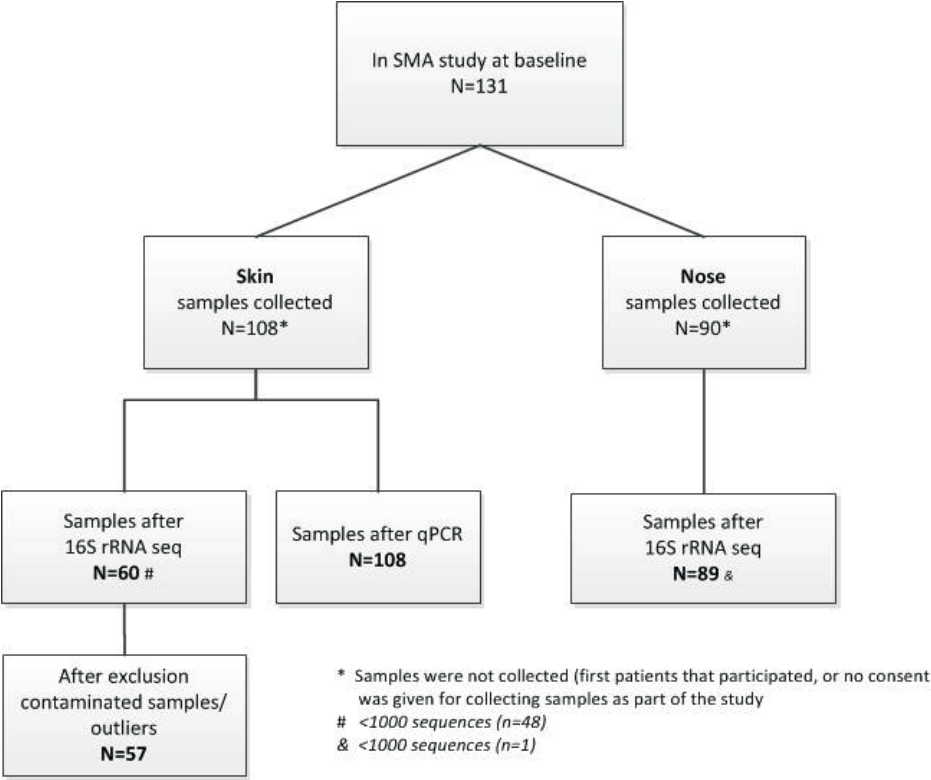 In SMA study at baseline
N=131
Skin
samples collected
N=108*
Nose
samples collected
N=90*
Samples after
16S rRNA seq
N=60 #
Samples after qPCR
N=108
Samples after
16S rRNA seq
N=89 &
After exclusion
contaminated samples/
outliers
N=57
* Samples were not collected (first patients that participated, or no consent
was given for collecting samples as part of the study
# <1000 sequences (n=48)
& <1000 sequences (n=1)